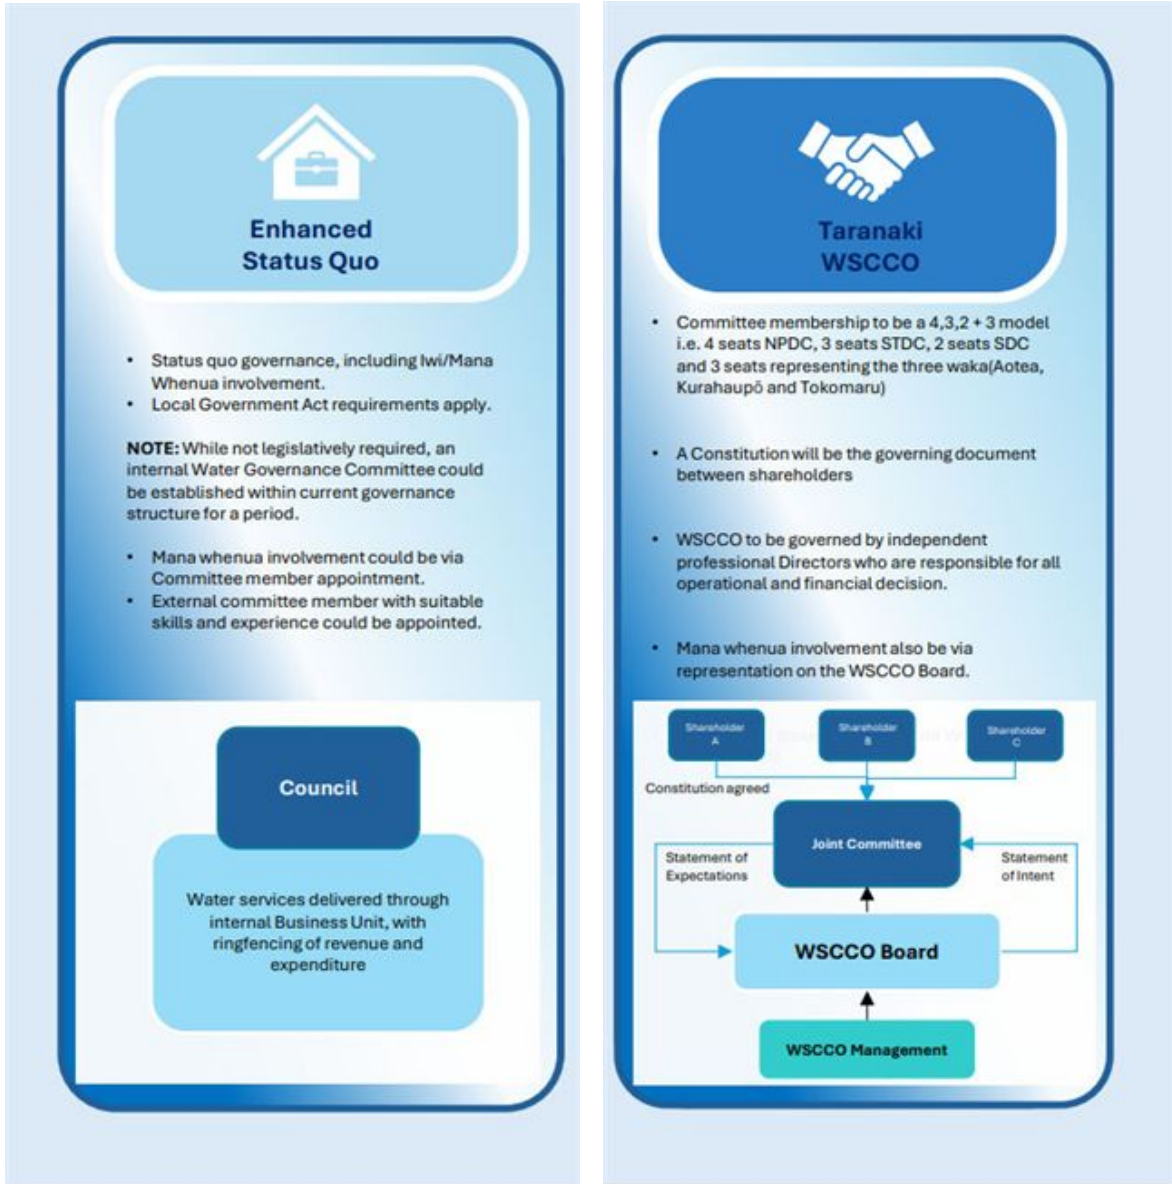 Enhanced
Status Quo
• Status quo governance, including Iwi/Mana
Whenua involvement.
• Local Government Act requirements apply.
NOTE: While not legislatively required, an
internal Water Governance Committee could
be established within current governance
structure for a period.
• Mana whenua involvement could be via
Committee member appointment.
• External committee member with suitable
skills and experience could be appointed.
Council
Water services delivered through
internal Business Unit, with
ringfencing of revenue and
expenditure
Taranaki
WSCCO
• Committee membership to be a 4,3,2 + 3 model
i.e. 4 seats NPDC, 3 seats STDC, 2 seats SDC
and 3 seats representing the three waka(Aotea,
Kurahaupō and Tokomaru)
• A Constitution will be the governing document
between shareholders
• WSCCO to be governed by independent
professional Directors who are responsible for all
operational and financial decision.
• Mana whenua involvement also be via
representation on the WSCCO Board.
Shareholder
A
Shareholder
B
Shareholder
C
Constitution agreed
Joint Committee
Statement of
Expectations
Statement
of Intent
WSCCO Board
WSCCO Management